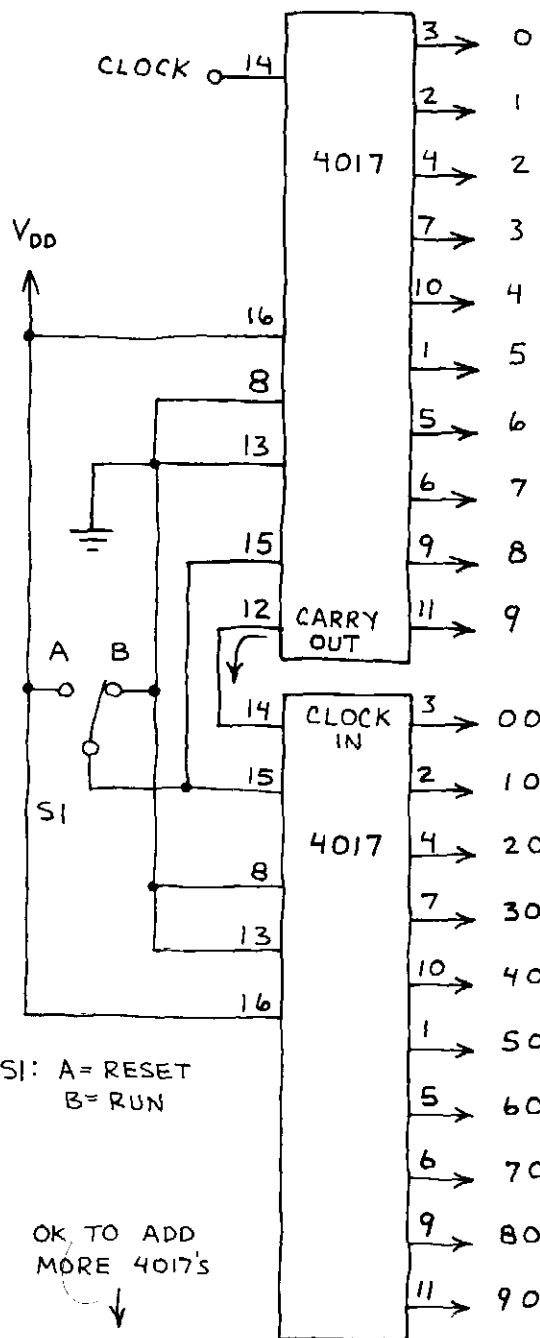 3 0
CLOCK 14
2 1
4017
4 2
7 3
V_DD
10 4
16
1 5
8
5 6
13
6 7
15
9 8
12 CARRY OUT 11 9
A B
14 CLOCK IN 3 00
15 2 10
S1
4017 4 20
8
7 30
13
10 40
16
1 50
S1: A = RESET
B = RUN
5 60
6 70
OK TO ADD 9 80
MORE 4017's
11 90